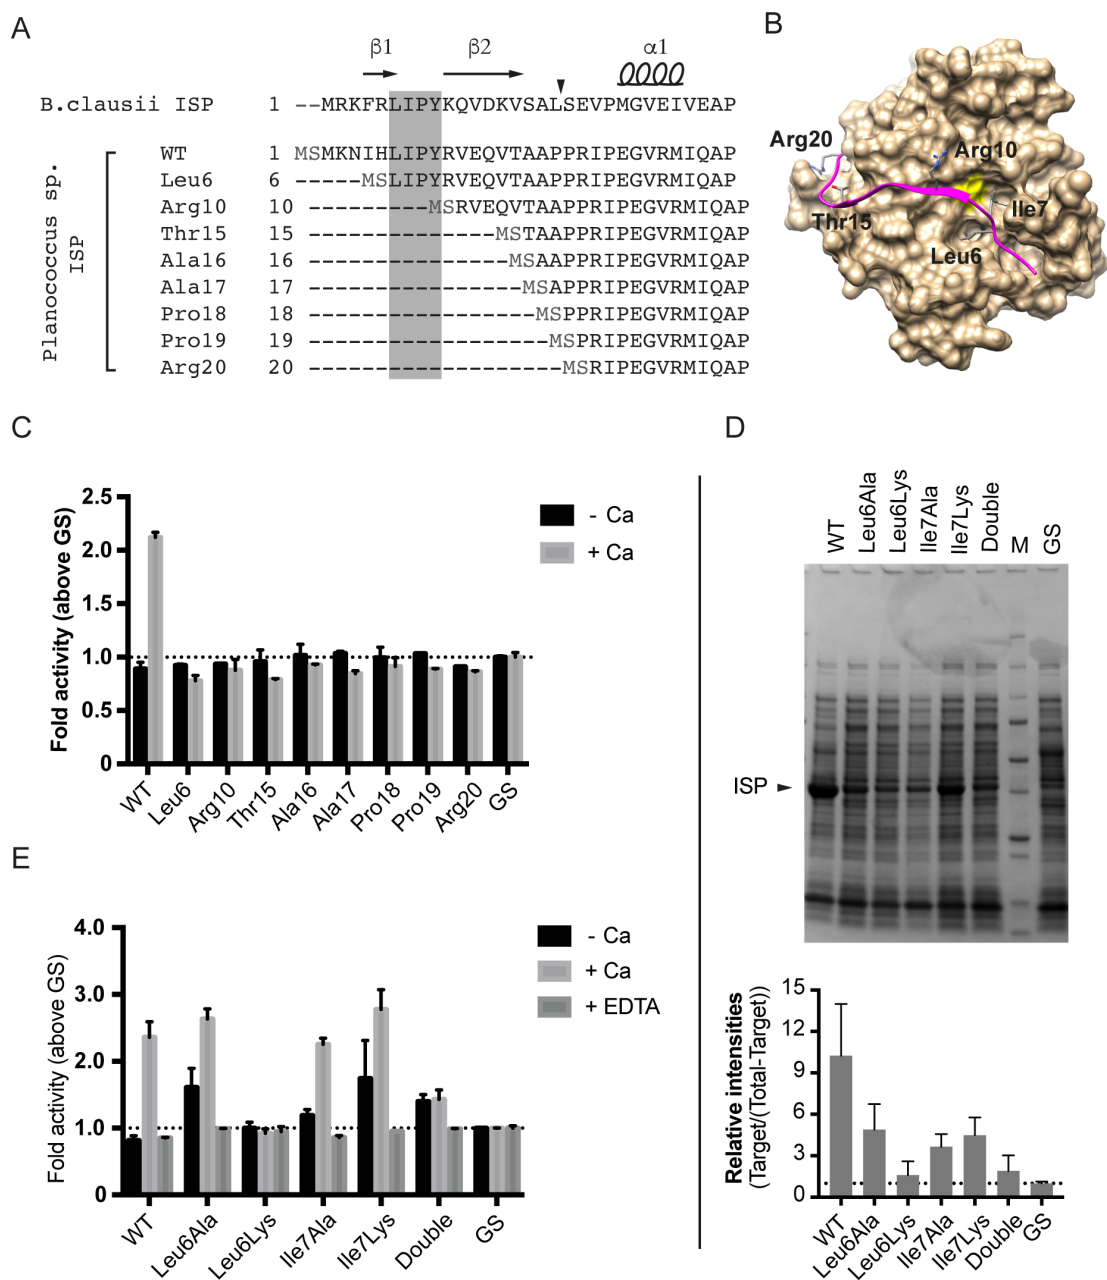 A
β1 β2 α1
B.clausii ISP 1 --MRKFRLIPYKQVDKVSALSEVPMGVEIVEAP
Planococcus sp.
ISP
WT 1 MSMKNIHLIPYRVEQVTAAPPRIPEGVRMIQAP
Leu6 6 -----MSLIPYRVEQVTAAPPRIPEGVRMIQAP
Arg10 10 ---------MSRVEQVTAAPPRIPEGVRMIQAP
Thr15 15 --------------MSTAAPPRIPEGVRMIQAP
Ala16 16 ---------------MSAAPPRIPEGVRMIQAP
Ala17 17 ----------------MSAPPRIPEGVRMIQAP
Pro18 18 -----------------MSPPRIPEGVRMIQAP
Pro19 19 ------------------MSPRIPEGVRMIQAP
Arg20 20 -------------------MSRIPEGVRMIQAP
B
Arg20
Arg10
Thr15
Ile7
Leu6
C
Fold activity (above GS)
2.5
2.0
1.5
1.0
0.5
0
- Ca
+ Ca
WT Leu6 Arg10 Thr15 Ala16 Ala17 Pro18 Pro19 Arg20 GS
D
WT Leu6Ala Leu6Lys Ile7Ala Ile7Lys Double M GS
ISP
Relative intensities
(Target/(Total-Target))
15
12
9
6
3
0
WT Leu6Ala Leu6Lys Ile7Ala Ile7Lys Double GS
E
Fold activity (above GS)
4.0
3.0
2.0
1.0
0
- Ca
+ Ca
+ EDTA
WT Leu6Ala Leu6Lys Ile7Ala Ile7Lys Double GS